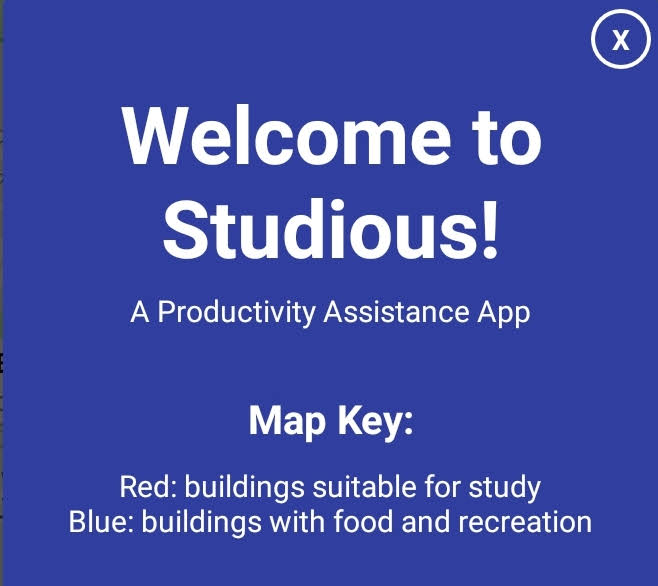 X
Welcome to
Studious!
A Productivity Assistance App
Map Key:
Red: buildings suitable for study
Blue: buildings with food and recreation